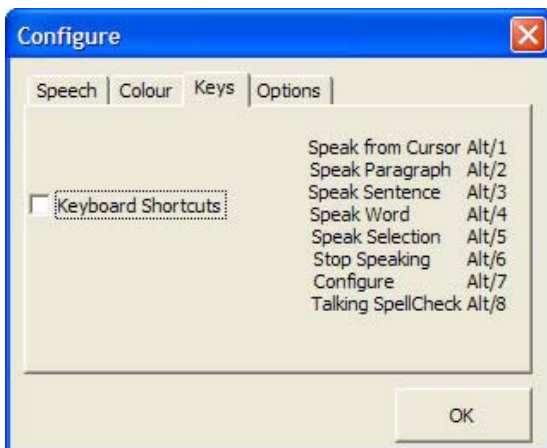 Configure
Speech Colour Keys Options
Speak from Cursor Alt/1
Speak Paragraph Alt/2
Speak Sentence Alt/3
Keyboard Shortcuts
Speak Word Alt/4
Speak Selection Alt/5
Stop Speaking Alt/6
Configure Alt/7
Talking SpellCheck Alt/8
OK